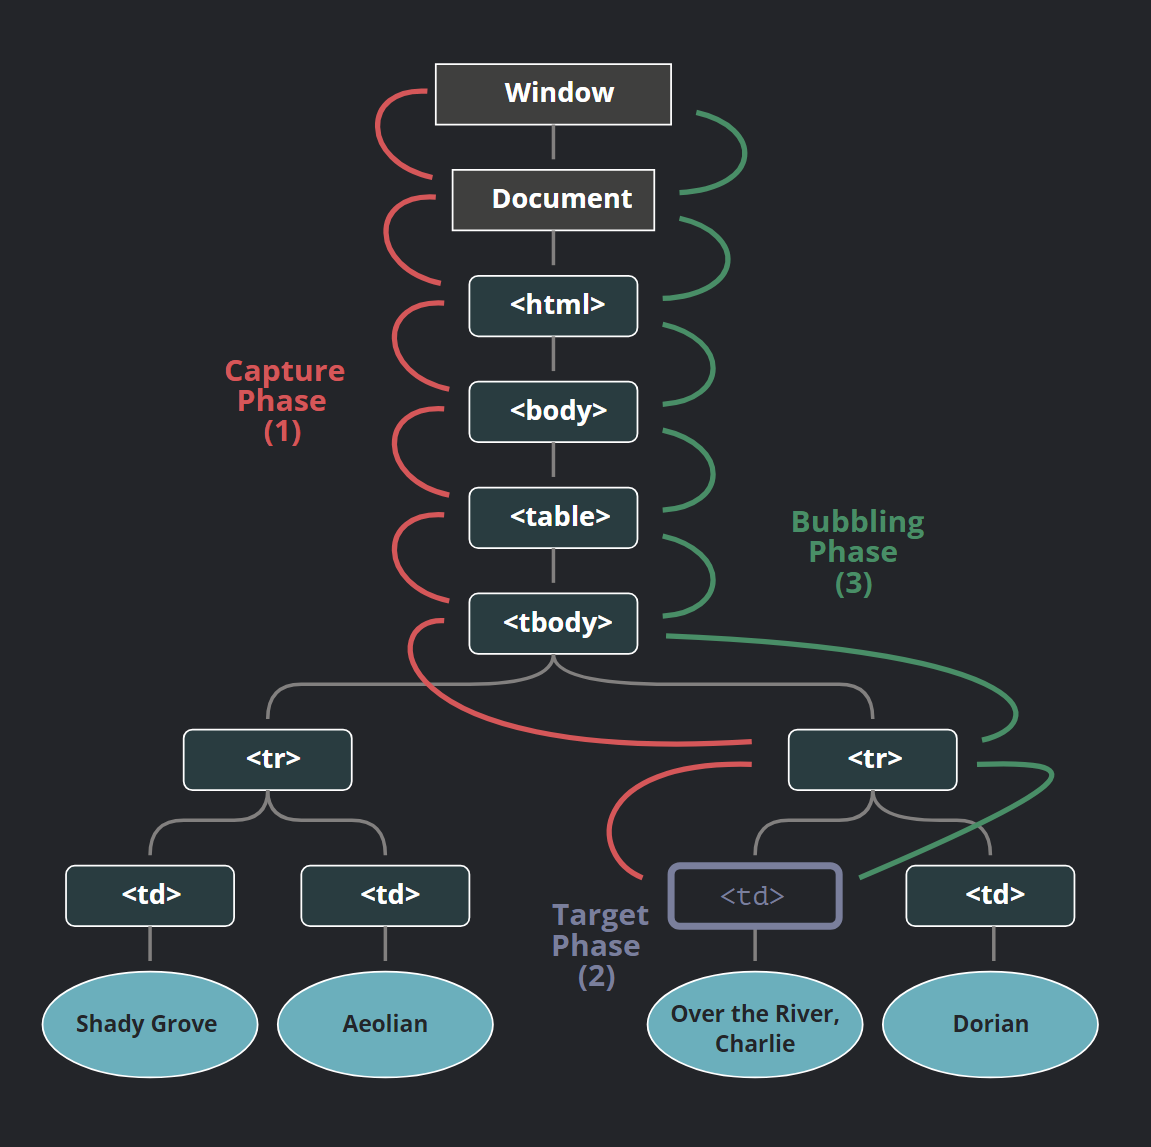 Window
Document
<html>
Capture
Phase
(1)
<body>
<table>
Bubbling
Phase
(3)
<tbody>
<tr>
<tr>
<td>
<td>
<td>
<td>
Target
Phase
(2)
Shady Grove
Aeolian
Over the River,
Charlie
Dorian